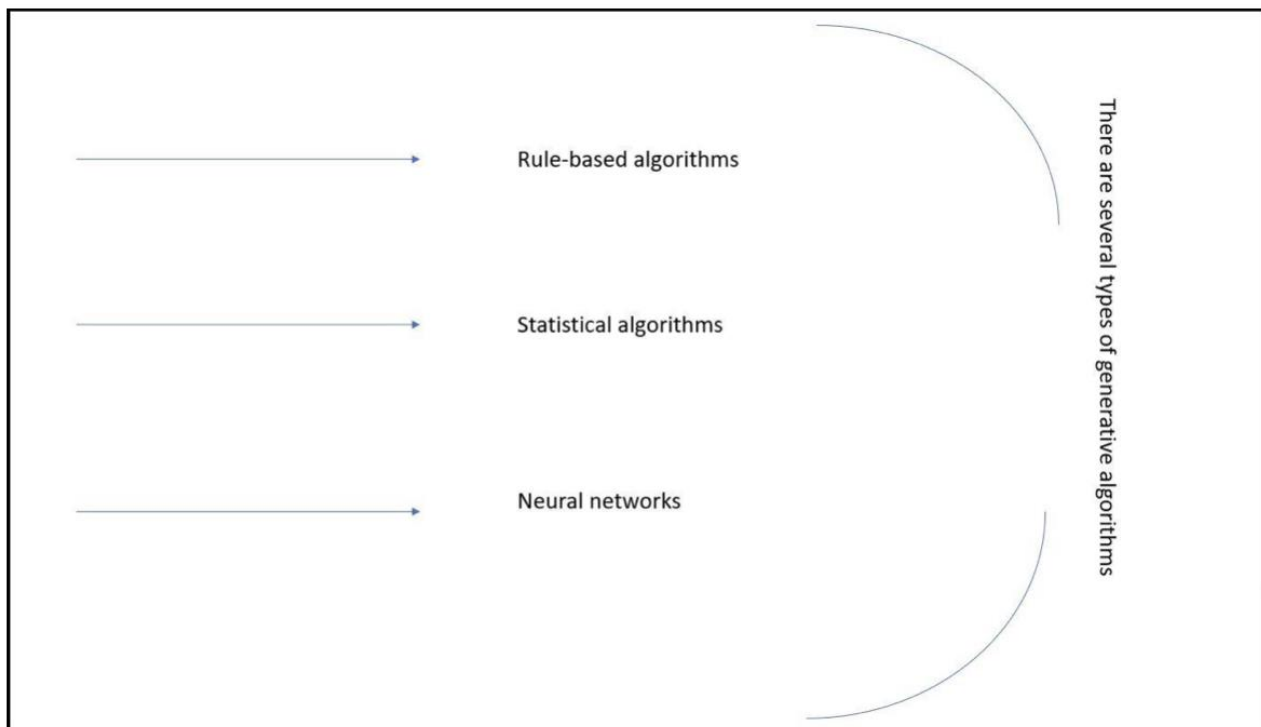 Rule-based algorithms
Statistical algorithms
Neural networks
There are several types of generative algorithms